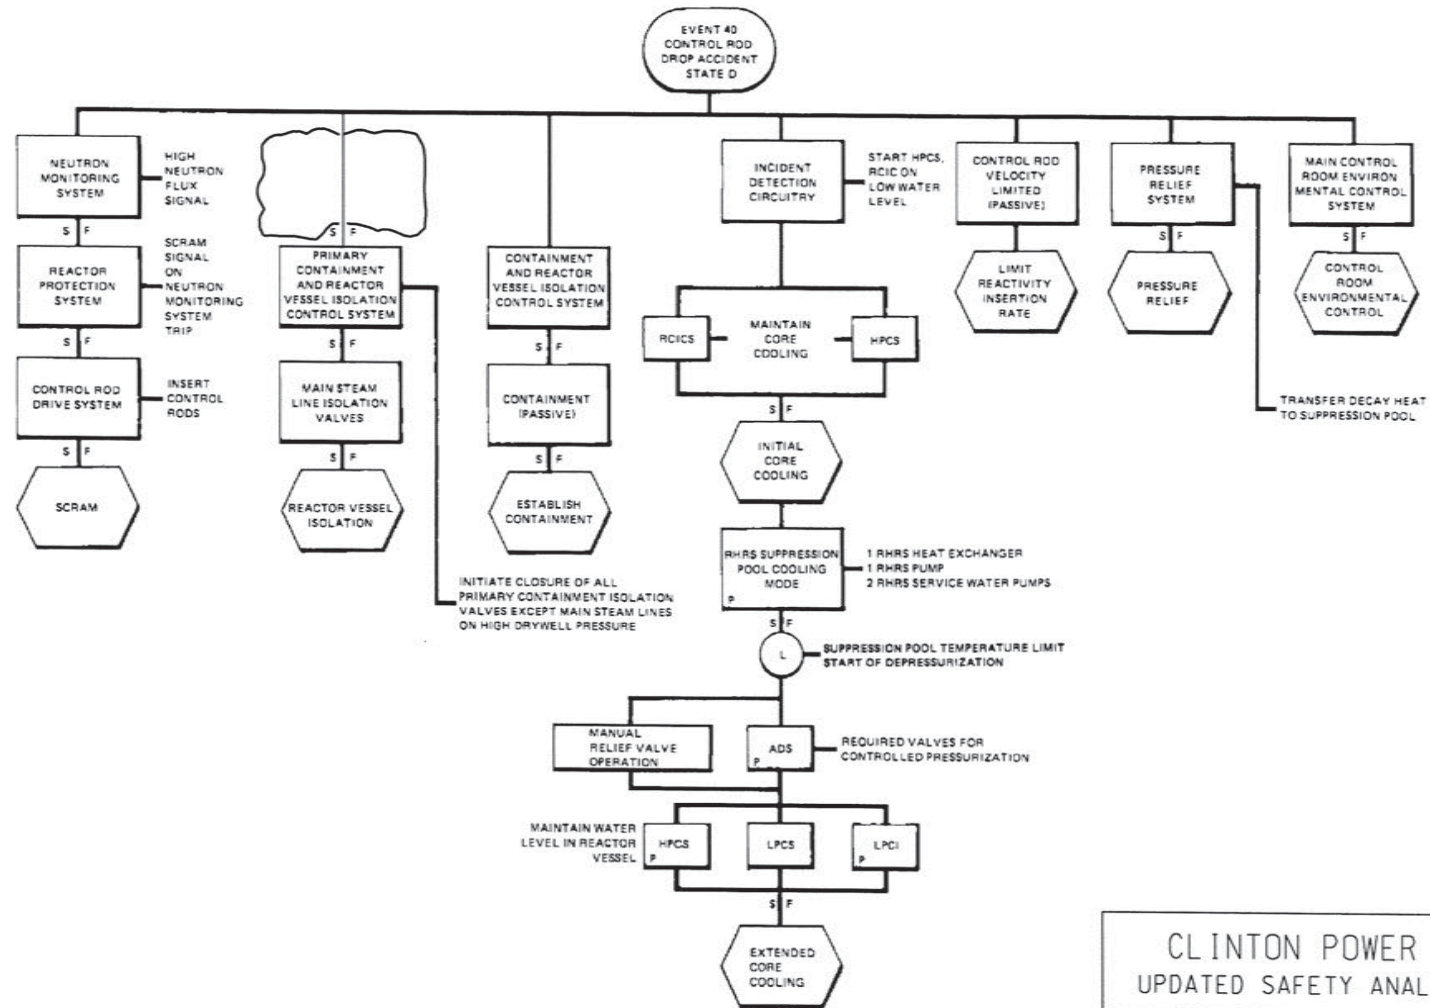 EVENT 40
CONTROL ROD
DROP ACCIDENT
STATE D
NEUTRON
MONITORING
SYSTEM
HIGH
NEUTRON
FLUX
SIGNAL
S F
REACTOR
PROTECTION
SYSTEM
SCRAM
SIGNAL
ON
NEUTRON
MONITORING
SYSTEM
TRIP
S F
CONTROL ROD
DRIVE SYSTEM
INSERT
CONTROL
RODS
S F
SCRAM
S F
PRIMARY
CONTAINMENT
AND REACTOR
VESSEL ISOLATION
CONTROL SYSTEM
S F
MAIN STEAM
LINE ISOLATION
VALVES
S F
REACTOR VESSEL
ISOLATION
INITIATE CLOSURE OF ALL
PRIMARY CONTAINMENT ISOLATION
VALVES EXCEPT MAIN STEAM LINES
ON HIGH DRYWELL PRESSURE
CONTAINMENT
AND REACTOR
VESSEL ISOLATION
CONTROL SYSTEM
S F
CONTAINMENT
(PASSIVE)
S F
ESTABLISH
CONTAINMENT
INCIDENT
DETECTION
CIRCUITRY
START HPCS,
RCIC ON
LOW WATER
LEVEL
RCICS
MAINTAIN
CORE
COOLING
HPCS
S F
INITIAL
CORE
COOLING
RHRS SUPPRESSION
POOL COOLING
MODE
P
1 RHRS HEAT EXCHANGER
1 RHRS PUMP
2 RHRS SERVICE WATER PUMPS
S F
L
SUPPRESSION POOL TEMPERATURE LIMIT
START OF DEPRESSURIZATION
MANUAL
RELIEF VALVE
OPERATION
ADS
P
REQUIRED VALVES FOR
CONTROLLED PRESSURIZATION
MAINTAIN WATER
LEVEL IN REACTOR
VESSEL
HPCS
P
LPCS
LPCI
P
S F
EXTENDED
CORE
COOLING
CONTROL ROD
VELOCITY
LIMITED
(PASSIVE)
LIMIT
REACTIVITY
INSERTION
RATE
PRESSURE
RELIEF
SYSTEM
S F
PRESSURE RELIEF
TRANSFER DECAY HEAT
TO SUPPRESSION POOL
MAIN CONTROL
ROOM ENVIRON
MENTAL CONTROL
SYSTEM
S F
CONTROL
ROOM
ENVIRONMENTAL
CONTROL
CLINTON POWER
UPDATED SAFETY ANAL